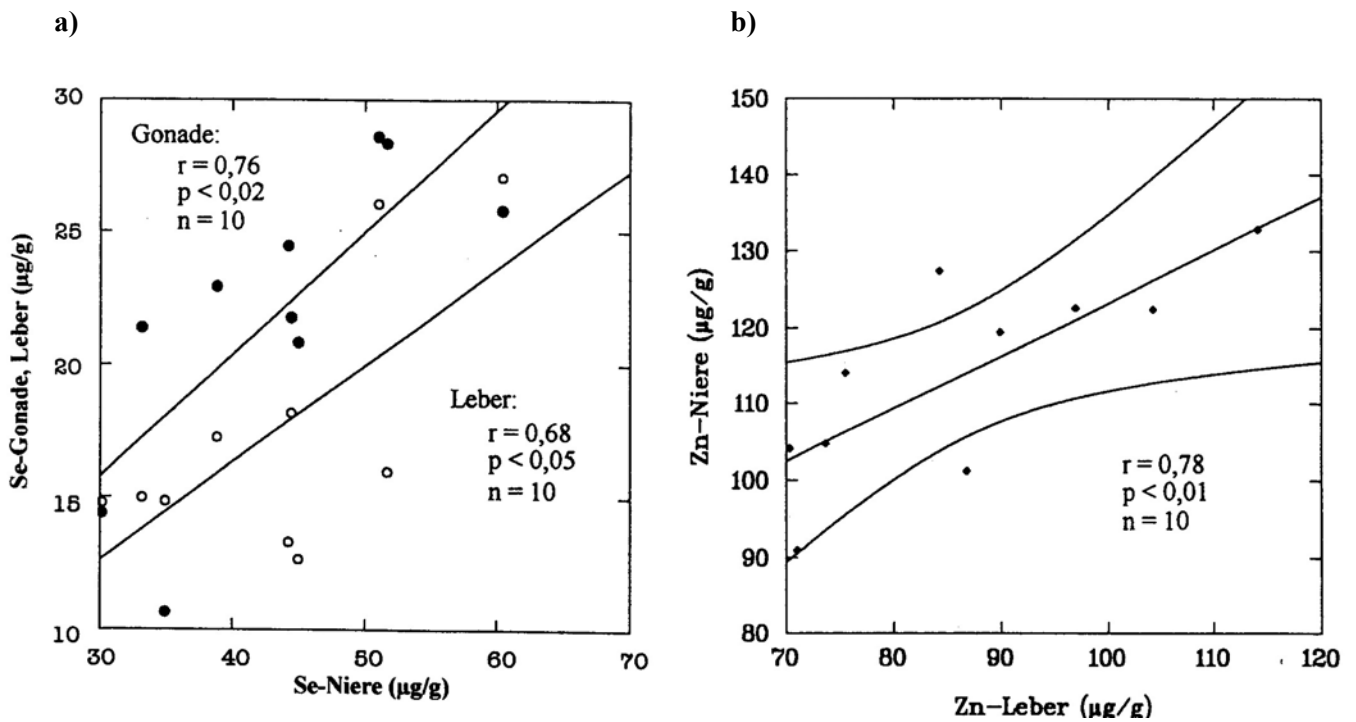 a)
30
25
20
15
10
30 40 50 60 70
Se-Gonade, Leber (µg/g)
Se-Niere (µg/g)
Gonade:
r = 0,76
p < 0,02
n = 10
Leber:
r = 0,68
p < 0,05
n = 10
b)
150
140
130
120
110
100
90
80
70 80 90 100 110 120
Zn-Niere (µg/g)
Zn-Leber (µg/g)
r = 0,78
p < 0,01
n = 10